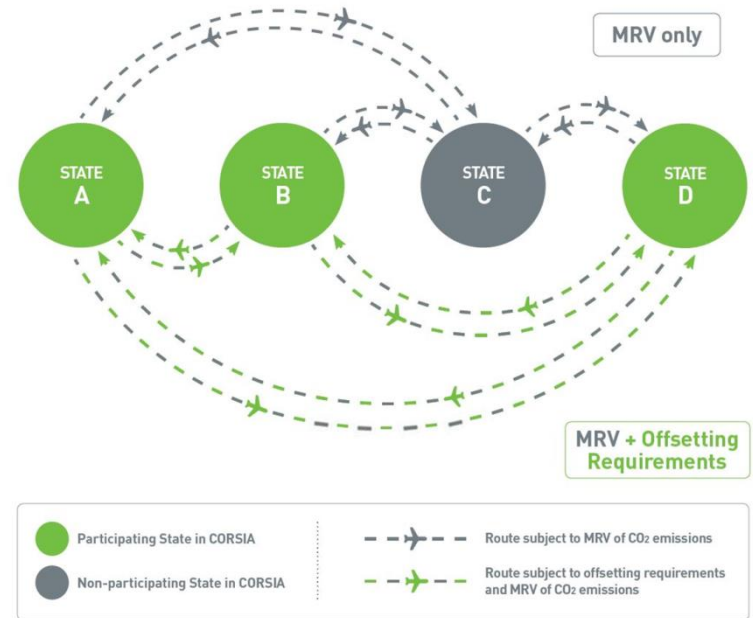 MRV only
STATE
A
STATE
B
STATE
C
STATE
D
MRV + Offsetting
Requirements
Participating State in CORSIA
Non-participating State in CORSIA
Route subject to MRV of CO₂ emissions
Route subject to offsetting requirements
and MRV of CO₂ emissions